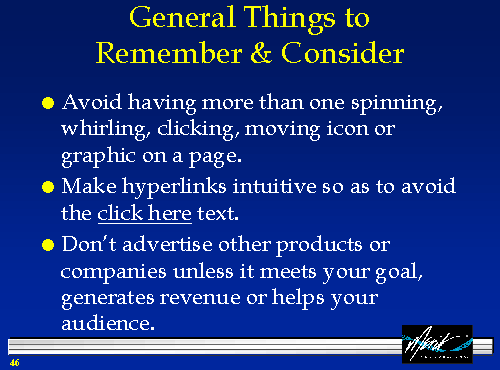 General Things to
Remember & Consider
Avoid having more than one spinning,
whirling, clicking, moving icon or
graphic on a page.
Make hyperlinks intuitive so as to avoid
the click here text.
Don't advertise other products or
companies unless it meets your goal,
generates revenue or helps your
audience.
46